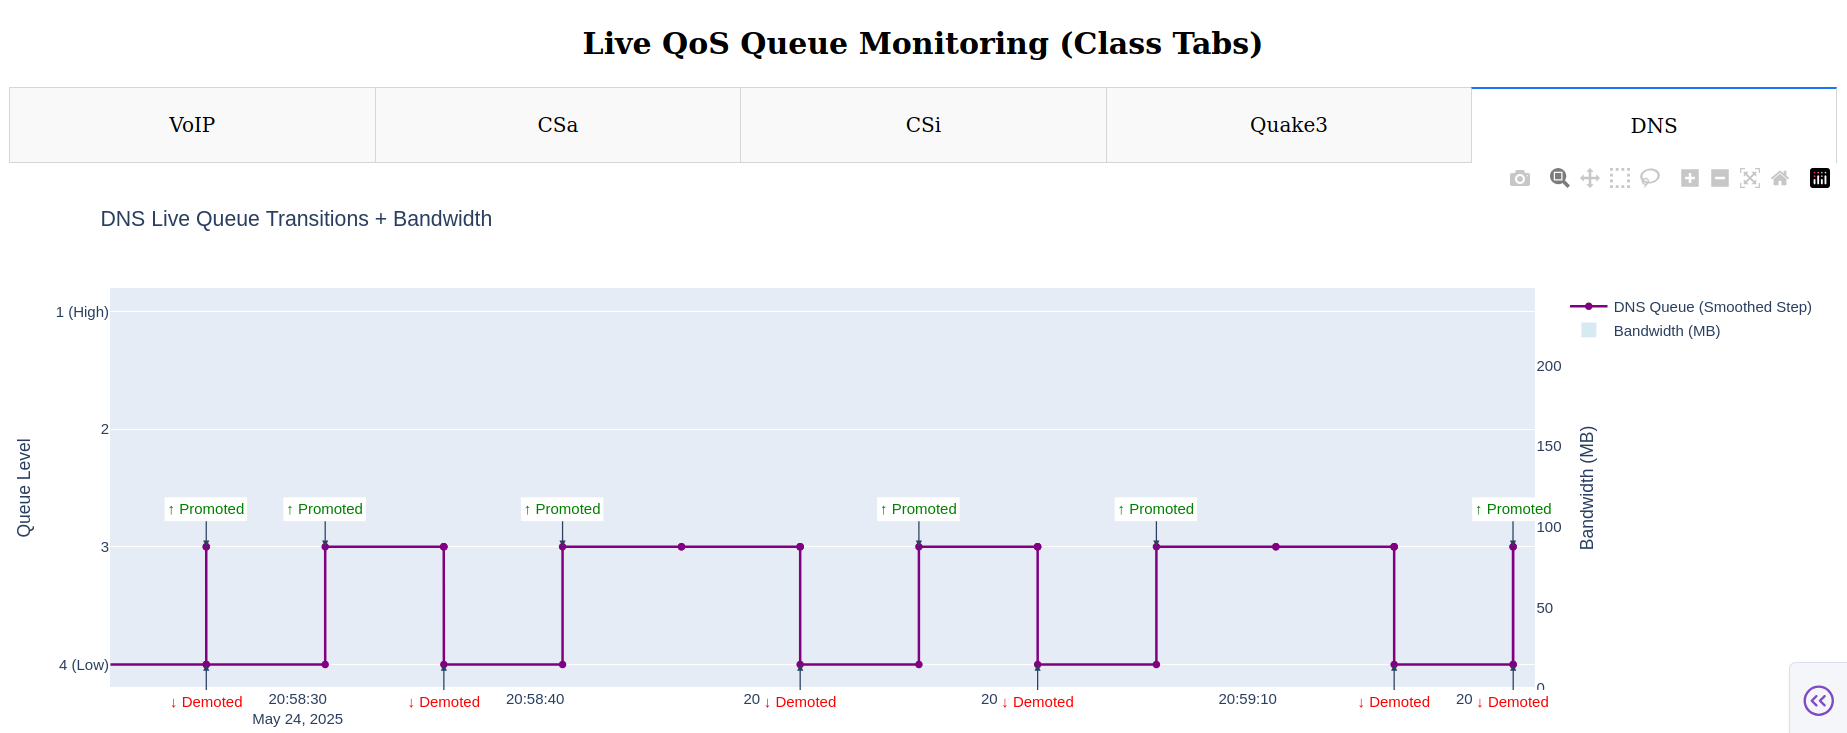 Live QoS Queue Monitoring (Class Tabs)
VoIP
CSa
CSi
Quake3
DNS
DNS Live Queue Transitions + Bandwidth
DNS Queue (Smoothed Step)
Bandwidth (MB)
Queue Level
1 (High)
2
3
4 (Low)
↑ Promoted
↑ Promoted
↑ Promoted
↑ Promoted
↑ Promoted
↑ Promoted
200
150
100
50
0
Bandwidth (MB)
↓ Demoted
20:58:30
May 24, 2025
↓ Demoted
20:58:40
20
↓ Demoted
20
↓ Demoted
20:59:10
↓ Demoted
20
↓ Demoted